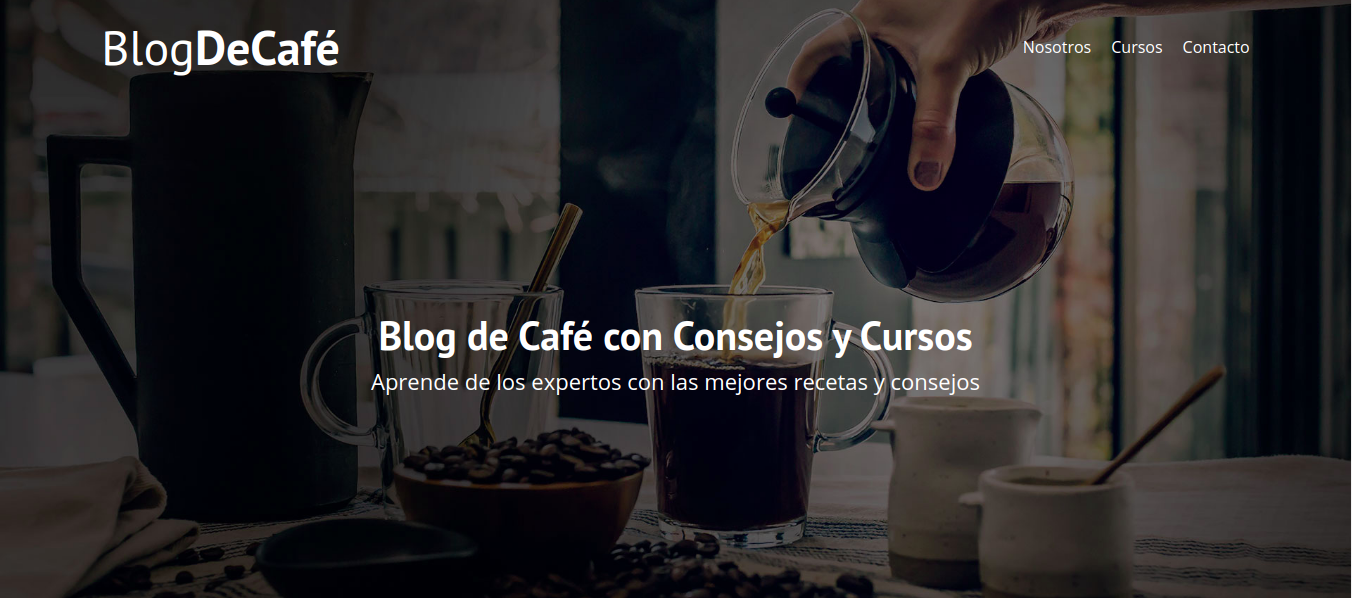 BlogDeCafé
Nosotros Cursos Contacto
Blog de Café con Consejos y Cursos
Aprende de los expertos con las mejores recetas y consejos